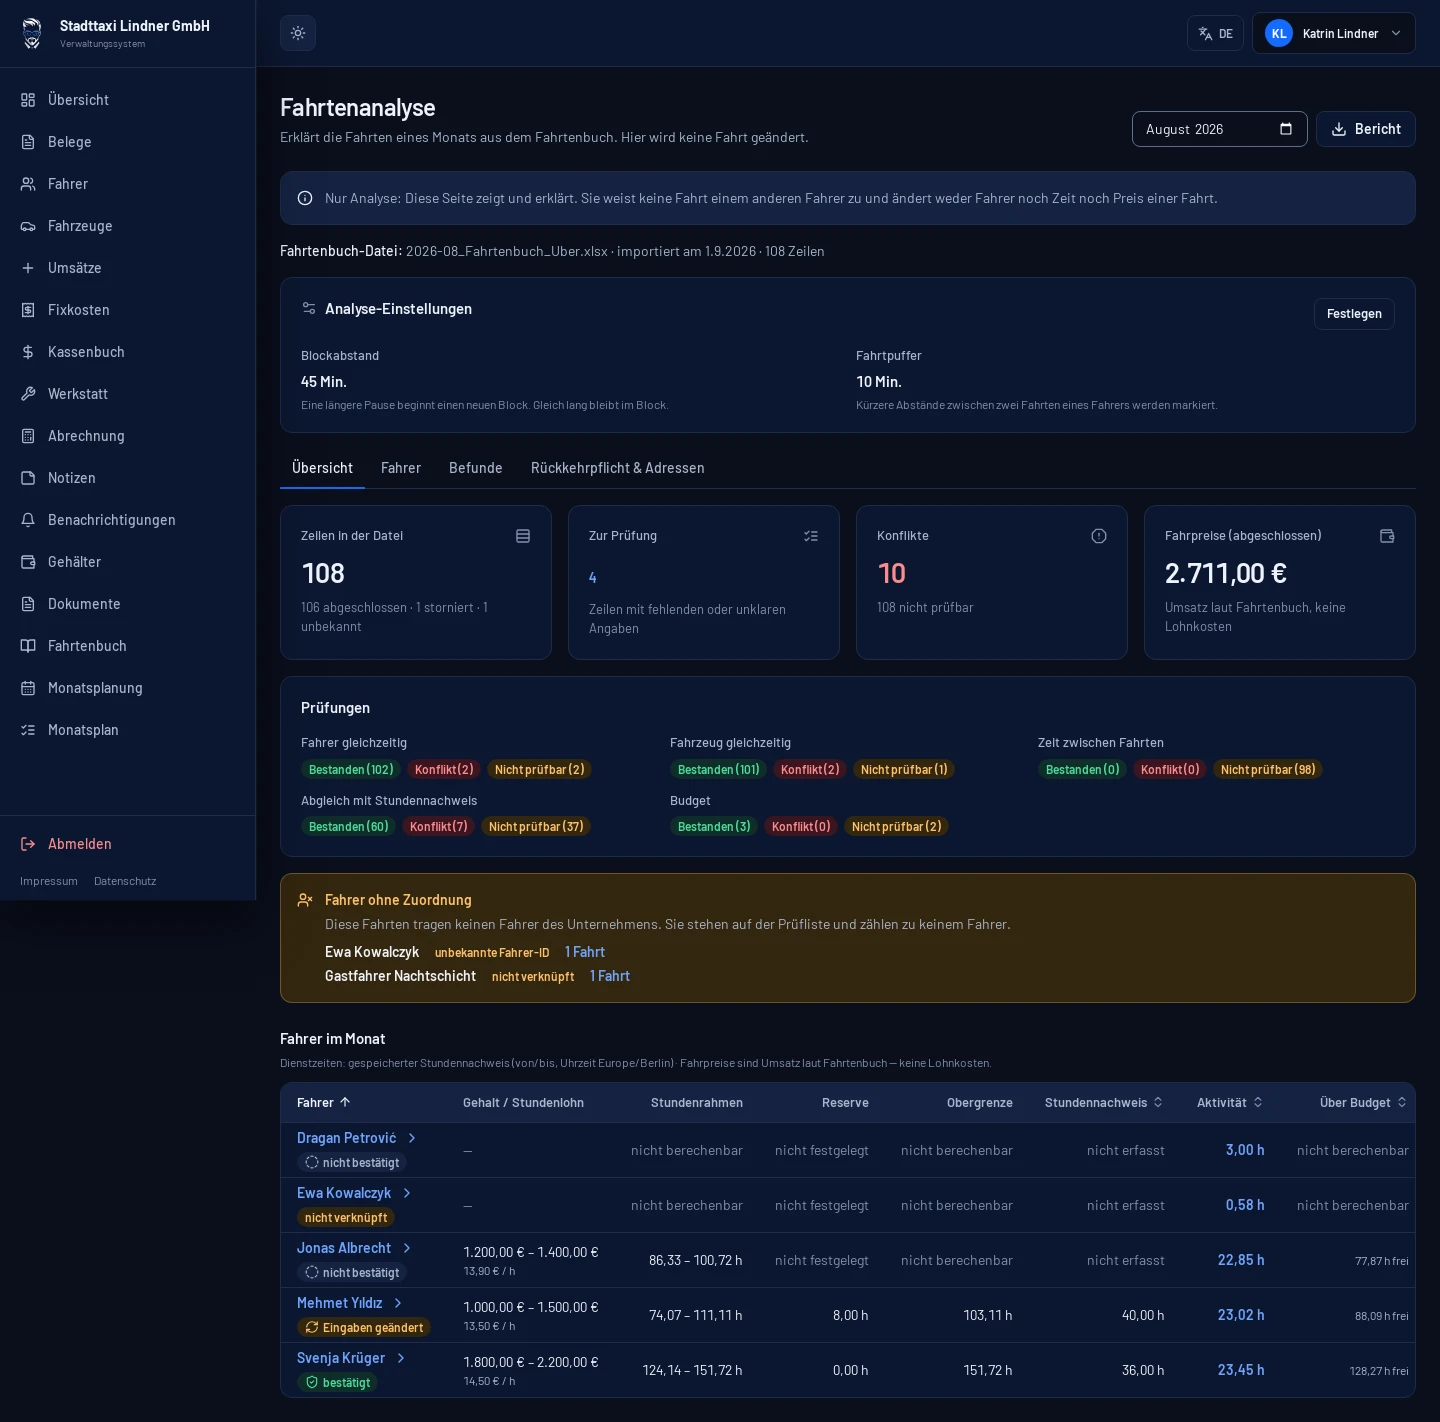 Stadttaxi Lindner GmbH
Verwaltungssystem
DE
KL
Katrin Lindner
Übersicht
Belege
Fahrer
Fahrzeuge
Umsätze
Fixkosten
Kassenbuch
Werkstatt
Abrechnung
Notizen
Benachrichtigungen
Gehälter
Dokumente
Fahrtenbuch
Monatsplanung
Monatsplan
Abmelden
Impressum Datenschutz
Fahrtenanalyse
Erklärt die Fahrten eines Monats aus dem Fahrtenbuch. Hier wird keine Fahrt geändert.
August 2026
Bericht
Nur Analyse: Diese Seite zeigt und erklärt. Sie weist keine Fahrt einem anderen Fahrer zu und ändert weder Fahrer noch Zeit noch Preis einer Fahrt.
Fahrtenbuch-Datei: 2026-08_Fahrtenbuch_Uber.xlsx · importiert am 1.9.2026 · 108 Zeilen
Analyse-Einstellungen
Festlegen
Blockabstand
45 Min.
Eine längere Pause beginnt einen neuen Block. Gleich lang bleibt im Block.
Fahrtpuffer
10 Min.
Kürzere Abstände zwischen zwei Fahrten eines Fahrers werden markiert.
Übersicht Fahrer Befunde Rückkehrpflicht & Adressen
Zeilen in der Datei
108
106 abgeschlossen · 1 storniert · 1
unbekannt
Zur Prüfung
4
Zeilen mit fehlenden oder unklaren
Angaben
Konflikte
10
108 nicht prüfbar
Fahrpreise (abgeschlossen)
2.711,00 €
Umsatz laut Fahrtenbuch, keine
Lohnkosten
Prüfungen
Fahrer gleichzeitig
Bestanden (102) Konflikt (2) Nicht prüfbar (2)
Fahrzeug gleichzeitig
Bestanden (101) Konflikt (2) Nicht prüfbar (1)
Zeit zwischen Fahrten
Bestanden (0) Konflikt (0) Nicht prüfbar (98)
Abgleich mit Stundennachweis
Bestanden (60) Konflikt (7) Nicht prüfbar (37)
Budget
Bestanden (3) Konflikt (0) Nicht prüfbar (2)
Fahrer ohne Zuordnung
Diese Fahrten tragen keinen Fahrer des Unternehmens. Sie stehen auf der Prüfliste und zählen zu keinem Fahrer.
Ewa Kowalczyk unbekannte Fahrer-ID 1 Fahrt
Gastfahrer Nachtschicht nicht verknüpft 1 Fahrt
Fahrer im Monat
Dienstzeiten: gespeicherter Stundennachweis (von/bis, Uhrzeit Europe/Berlin) · Fahrpreise sind Umsatz laut Fahrtenbuch — keine Lohnkosten.
Fahrer Gehalt / Stundenlohn Stundenrahmen Reserve Obergrenze Stundennachweis Aktivität Über Budget
Dragan Petrović — nicht berechenbar nicht festgelegt nicht berechenbar nicht erfasst 3,00 h nicht berechenbar
nicht bestätigt
Ewa Kowalczyk — nicht berechenbar nicht festgelegt nicht berechenbar nicht erfasst 0,58 h nicht berechenbar
nicht verknüpft
Jonas Albrecht 1.200,00 € – 1.400,00 € 86,33 – 100,72 h nicht festgelegt nicht berechenbar nicht erfasst 22,85 h 77,87 h frei
nicht bestätigt 13,90 € / h
Mehmet Yıldız 1.000,00 € – 1.500,00 € 74,07 – 111,11 h 8,00 h 103,11 h 40,00 h 23,02 h 88,09 h frei
Eingaben geändert 13,50 € / h
Svenja Krüger 1.800,00 € – 2.200,00 € 124,14 – 151,72 h 0,00 h 151,72 h 36,00 h 23,45 h 128,27 h frei
bestätigt 14,50 € / h